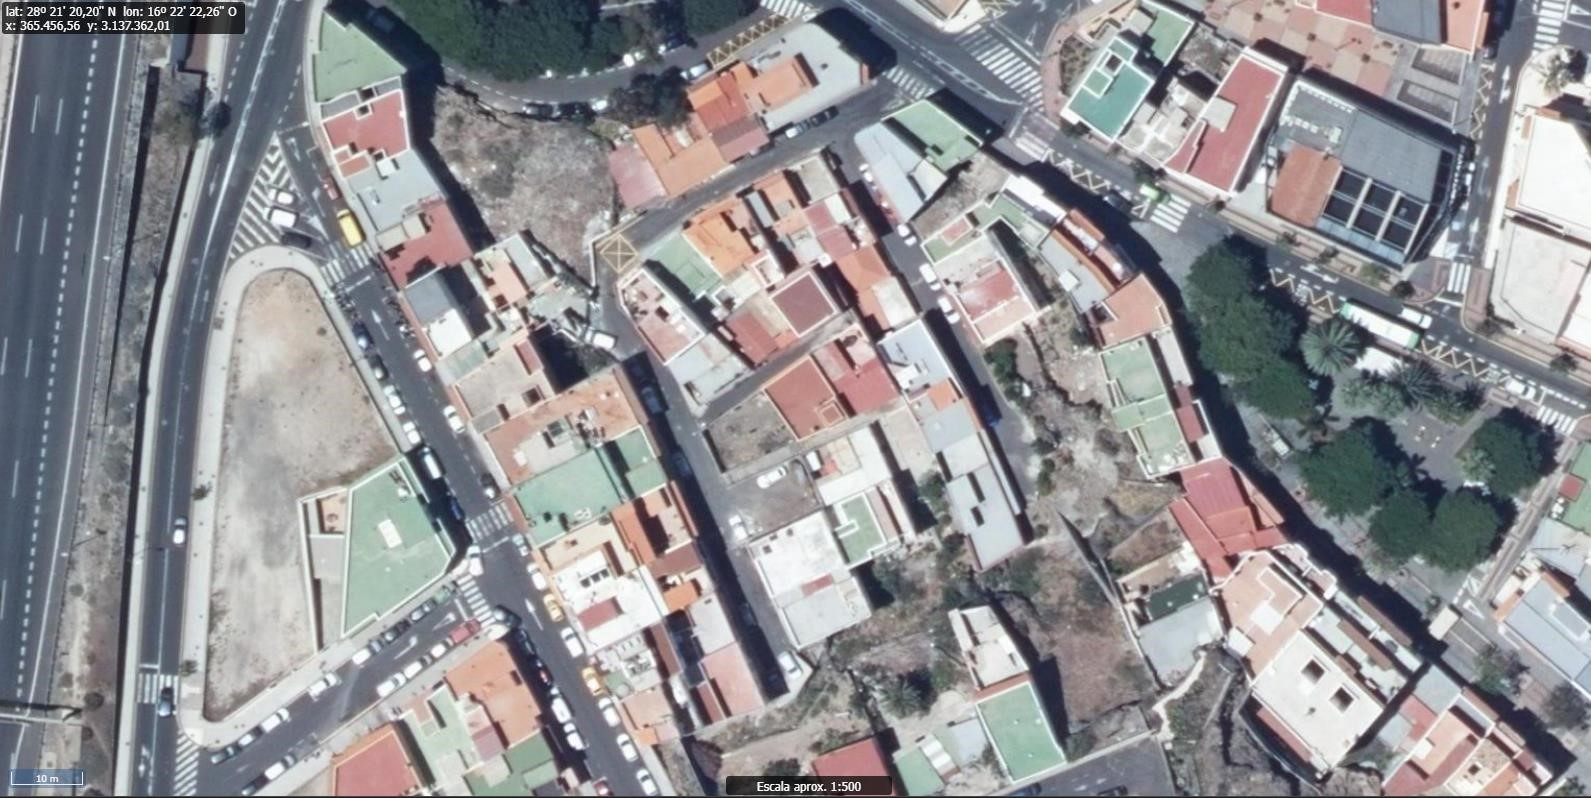 lat: 28º 21' 20,20" N lon: 16º 22' 22,26" O
x: 365.456,56 y: 3.137.362,01
10 m
Escala aprox. 1:500